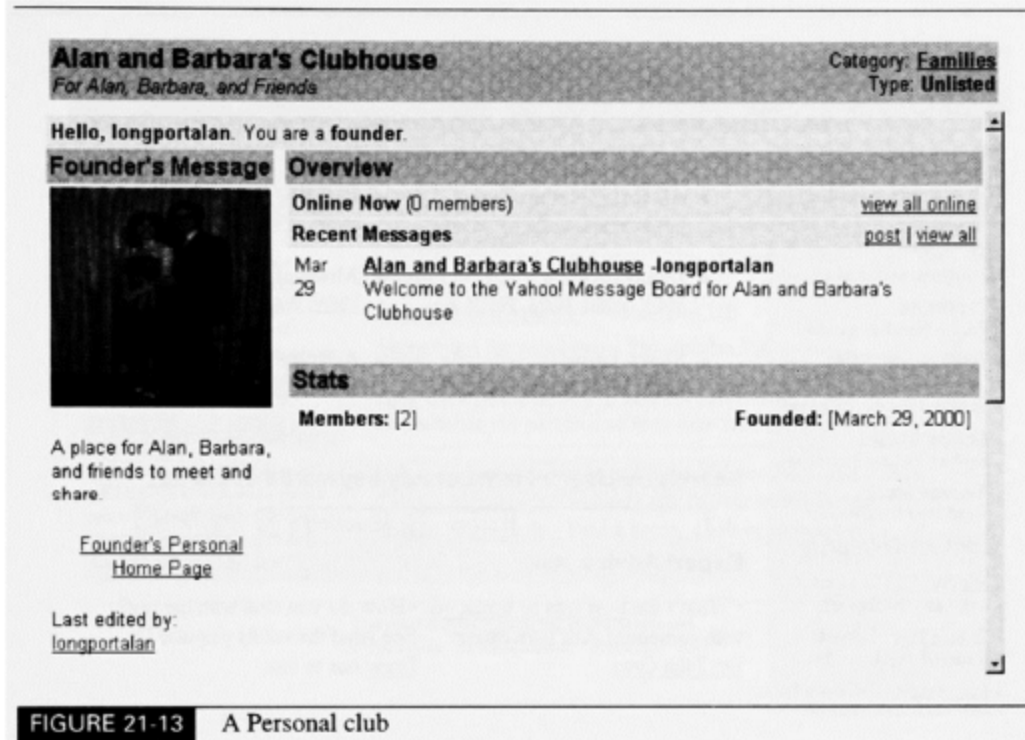 Alan and Barbara's Clubhouse
For Alan, Barbara, and Friends
Category: Families
Type: Unlisted
Hello, longportalan. You are a founder.
Founder's Message
A place for Alan, Barbara,
and friends to meet and
share.
Founder's Personal
Home Page
Last edited by:
longportalan
Overview
Online Now (0 members) view all online
Recent Messages post | view all
Mar
29
Alan and Barbara's Clubhouse -longportalan
Welcome to the Yahoo! Message Board for Alan and Barbara's
Clubhouse
Stats
Members: [2] Founded: [March 29, 2000]
FIGURE 21-13 A Personal club